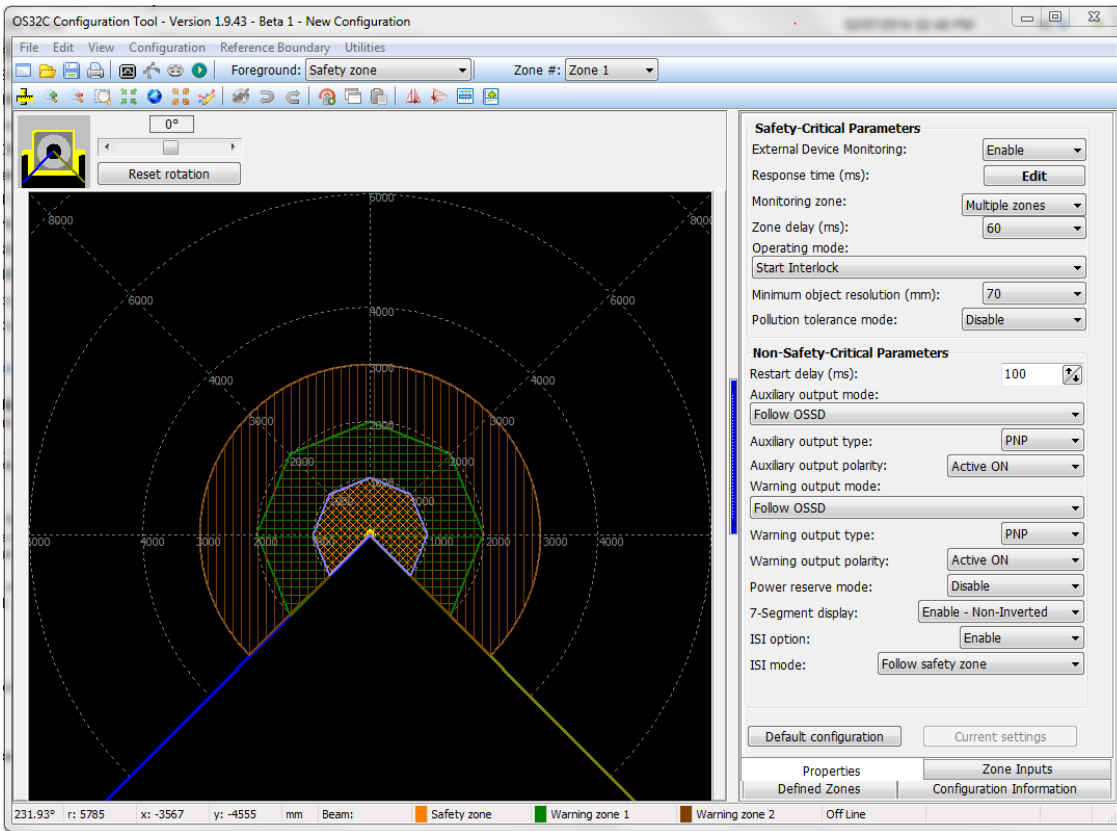 OS32C Configuration Tool - Version 1.9.43 - Beta 1 - New Configuration
File Edit View Configuration Reference Boundary Utilities
Foreground: Safety zone Zone #: Zone 1
0°
Reset rotation
8000 6000 8000
6000 6000
4000
4000 3000 4000
3000 2000 3000
2000 2000
4000 3000 1000 2000 3000 4000
Safety-Critical Parameters
External Device Monitoring: Enable
Response time (ms): Edit
Monitoring zone: Multiple zones
Zone delay (ms): 60
Operating mode:
Start Interlock
Minimum object resolution (mm): 70
Pollution tolerance mode: Disable
Non-Safety-Critical Parameters
Restart delay (ms): 100
Auxiliary output mode:
Follow OSSD
Auxiliary output type: PNP
Auxiliary output polarity: Active ON
Warning output mode:
Follow OSSD
Warning output type: PNP
Warning output polarity: Active ON
Power reserve mode: Disable
7-Segment display: Enable - Non-Inverted
ISI option: Enable
ISI mode: Follow safety zone
Default configuration Current settings
Properties Zone Inputs
Defined Zones Configuration Information
231.93° r: 5785 x: -3567 y: -4555 mm Beam: Safety zone Warning zone 1 Warning zone 2 Off Line